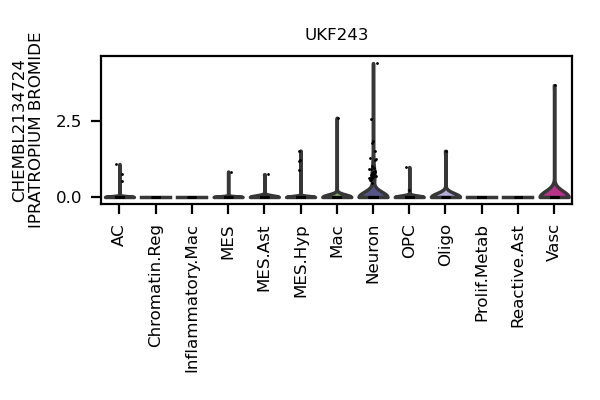 UKF243
CHEMBL2134724
IPRATROPIUM BROMIDE
2.5
0.0
AC
Chromatin.Reg
Inflammatory.Mac
MES
MES.Ast
MES.Hyp
Mac
Neuron
OPC
Oligo
Prolif.Metab
Reactive.Ast
Vasc